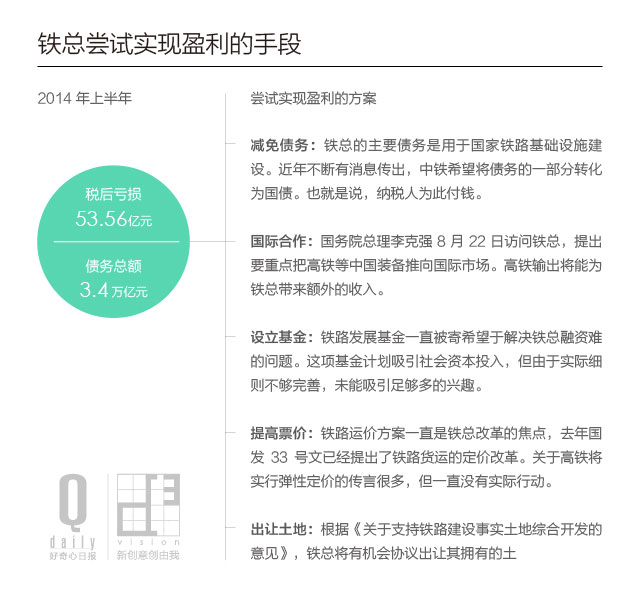 铁总尝试实现盈利的手段
2014 年上半年
税后亏损
53.56亿元
债务总额
3.4 万亿元
尝试实现盈利的方案
减免债务：铁总的主要债务是用于国家铁路基础设施建
设。近年不断有消息传出，中铁希望将债务的一部分转化
为国债。也就是说，纳税人为此付钱。
国际合作：国务院总理李克强 8 月 22 日访问铁总，提出
要重点把高铁等中国装备推向国际市场。高铁输出将能为
铁总带来额外的收入。
设立基金：铁路发展基金一直被寄希望于解决铁总融资难
的问题。这项基金计划吸引社会资本投入，但由于实际细
则不够完善，未能吸引足够多的兴趣。
提高票价：铁路运价方案一直是铁总改革的焦点，去年国
发 33 号文已经提出了铁路货运的定价改革。关于高铁将
实行弹性定价的传言很多，但一直没有实际行动。
出让土地：根据《关于支持铁路建设事实土地综合开发的
意见》，铁总将有机会协议出让其拥有的土
Q
daily
好奇心日报
vision
新创意创由我